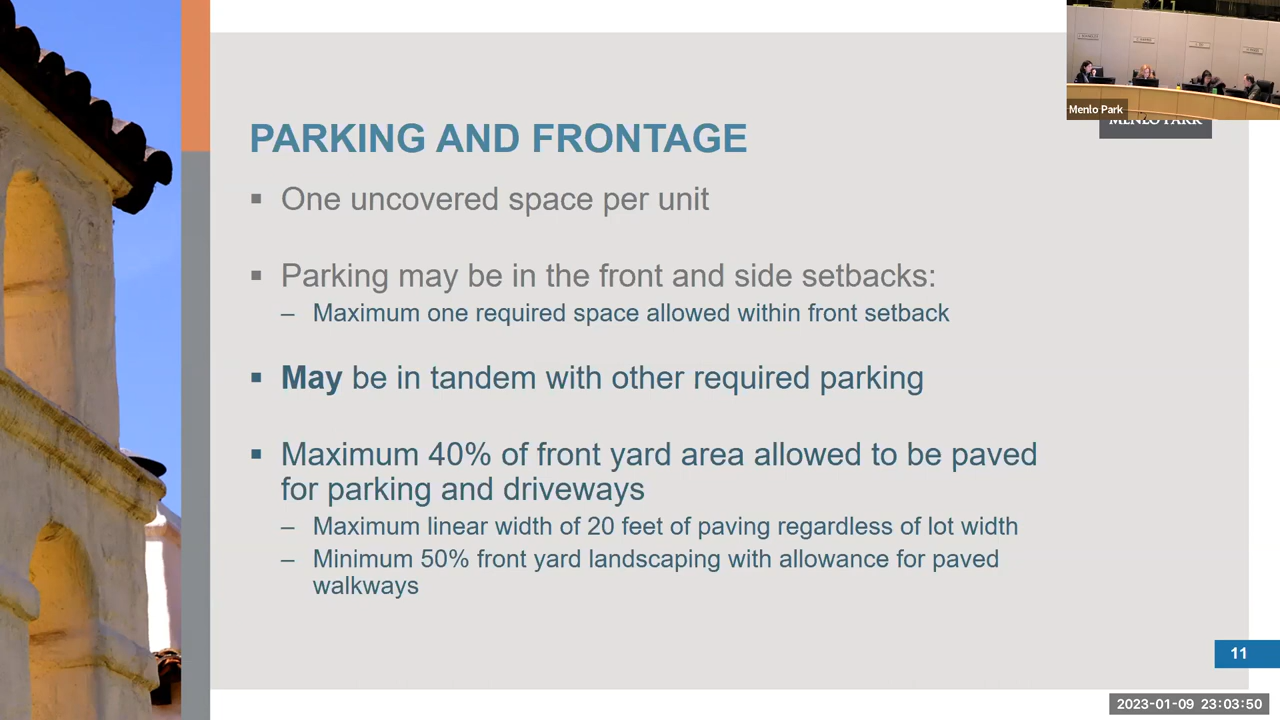 Menlo Park
MENLO PARK
PARKING AND FRONTAGE
▪ One uncovered space per unit
▪ Parking may be in the front and side setbacks:
– Maximum one required space allowed within front setback
▪ May be in tandem with other required parking
▪ Maximum 40% of front yard area allowed to be paved
for parking and driveways
– Maximum linear width of 20 feet of paving regardless of lot width
– Minimum 50% front yard landscaping with allowance for paved
walkways
11
2023-01-09 23:03:50